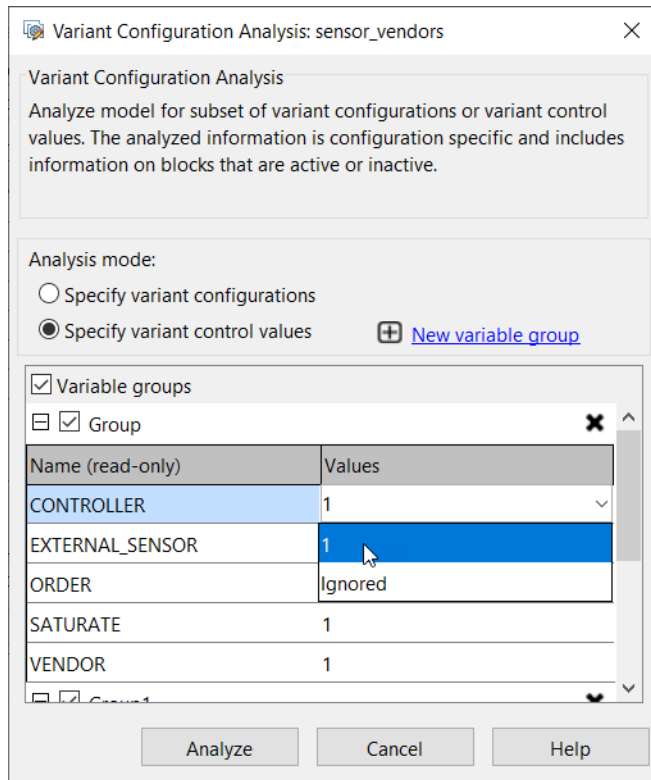 Variant Configuration Analysis: sensor_vendors
Variant Configuration Analysis
Analyze model for subset of variant configurations or variant control
values. The analyzed information is configuration specific and includes
information on blocks that are active or inactive.
Analysis mode:
Specify variant configurations
Specify variant control values New variable group
Variable groups
Group
Name (read-only) Values
CONTROLLER 1
EXTERNAL_SENSOR 1
ORDER Ignored
SATURATE 1
VENDOR 1
Group1
Analyze Cancel Help